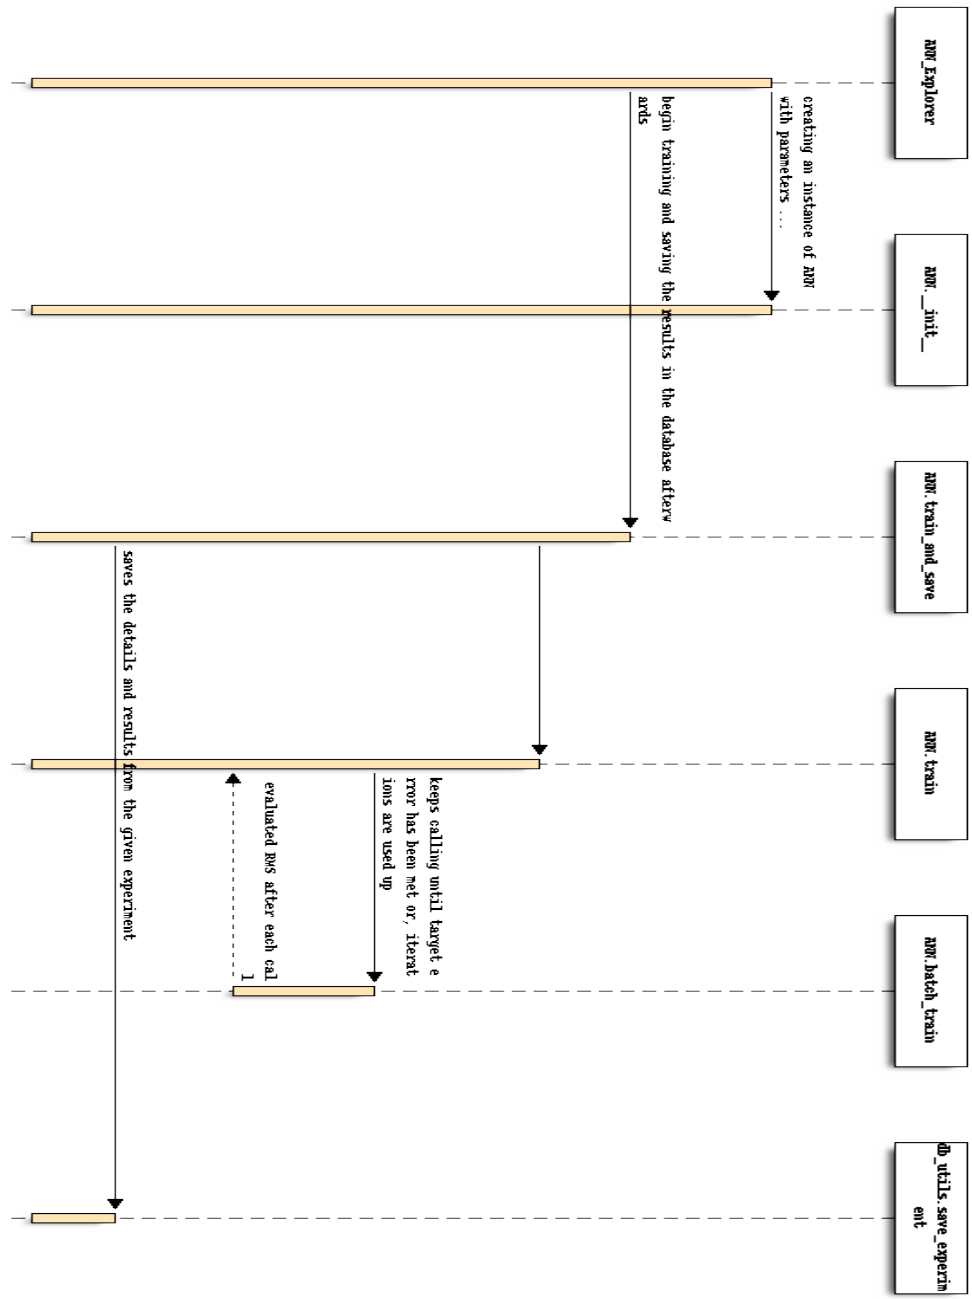 ANN_Explorer
ANN.__init__
ANN.train_and_save
ANN.train
ANN.batch_train
db_utils.save_experim
ent
creating an instance of ANN
with parameters ...
begin training and saving the results in the database afterw
ards
keeps calling until target e
rror has been met or, iterat
ions are used up
evaluated RMS after each cal
l
saves the details and results from the given experiment